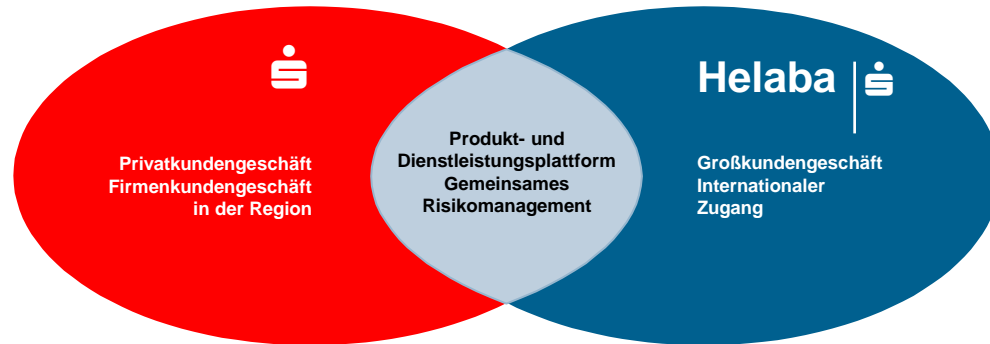 Privatkundengeschäft
Firmenkundengeschäft
in der Region
Produkt- und
Dienstleistungsplattform
Gemeinsames
Risikomanagement
Helaba
Großkundengeschäft
Internationaler
Zugang